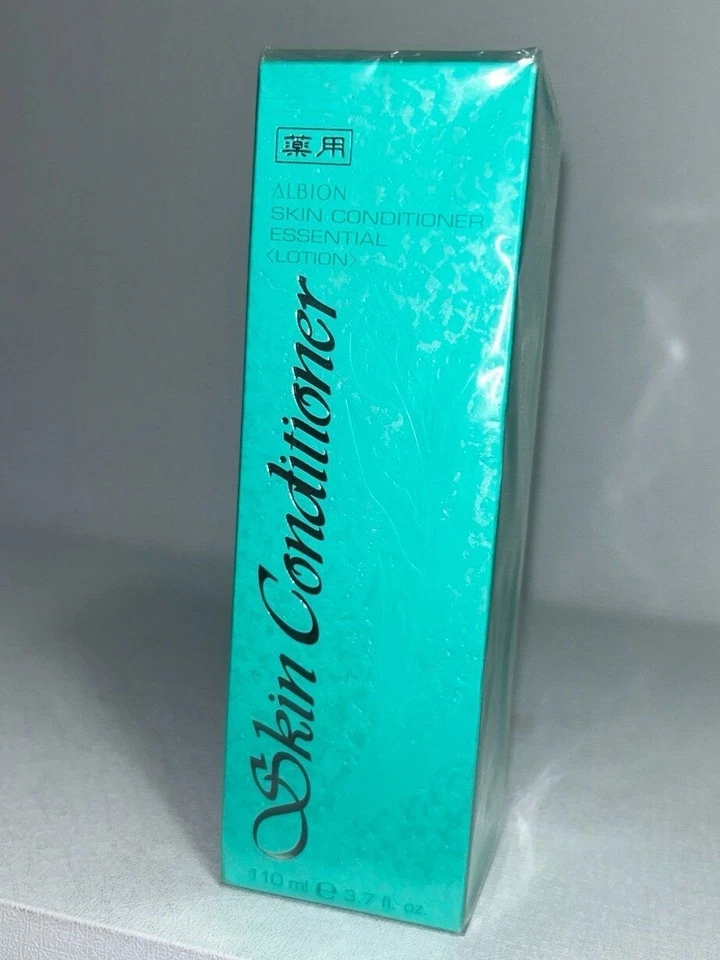 薬用
ALBION
SKIN CONDITIONER
ESSENTIAL
〈LOTION〉
Skin Conditioner
110 ml ℮ 3.7 fl. oz.